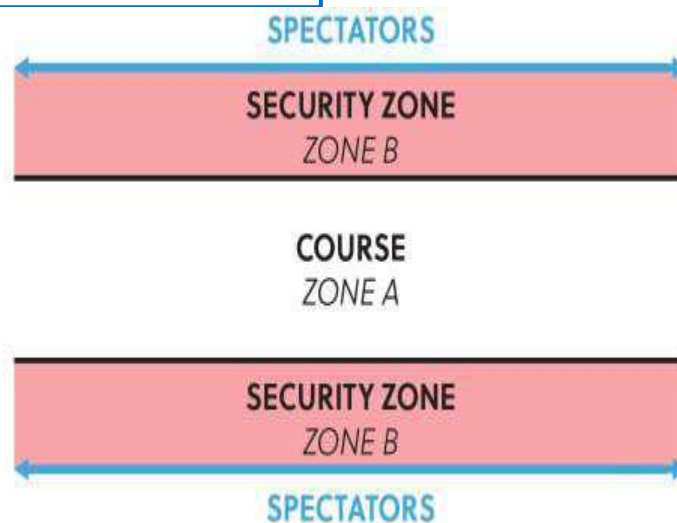 SPECTATORS
SECURITY ZONE
ZONE B
COURSE
ZONE A
SECURITY ZONE
ZONE B
SPECTATORS